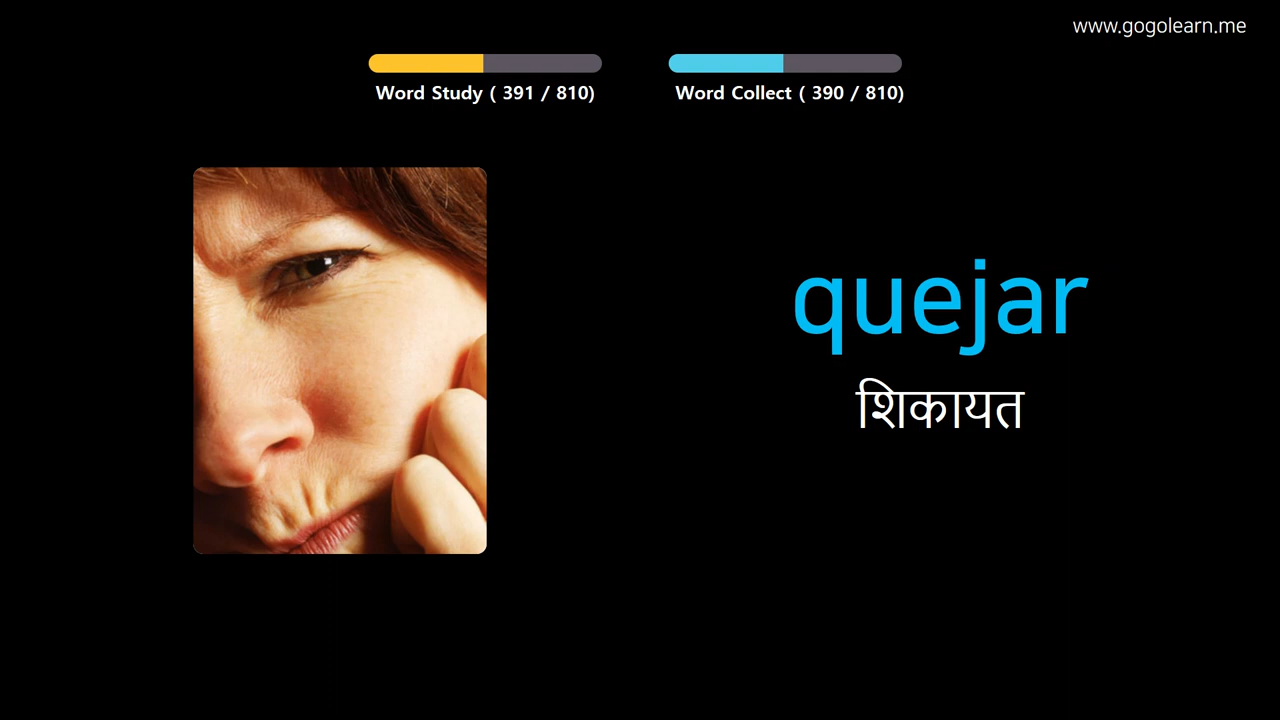 www.gogolearn.me
Word Study ( 391 / 810)
Word Collect ( 390 / 810)
quejar
शिकायत